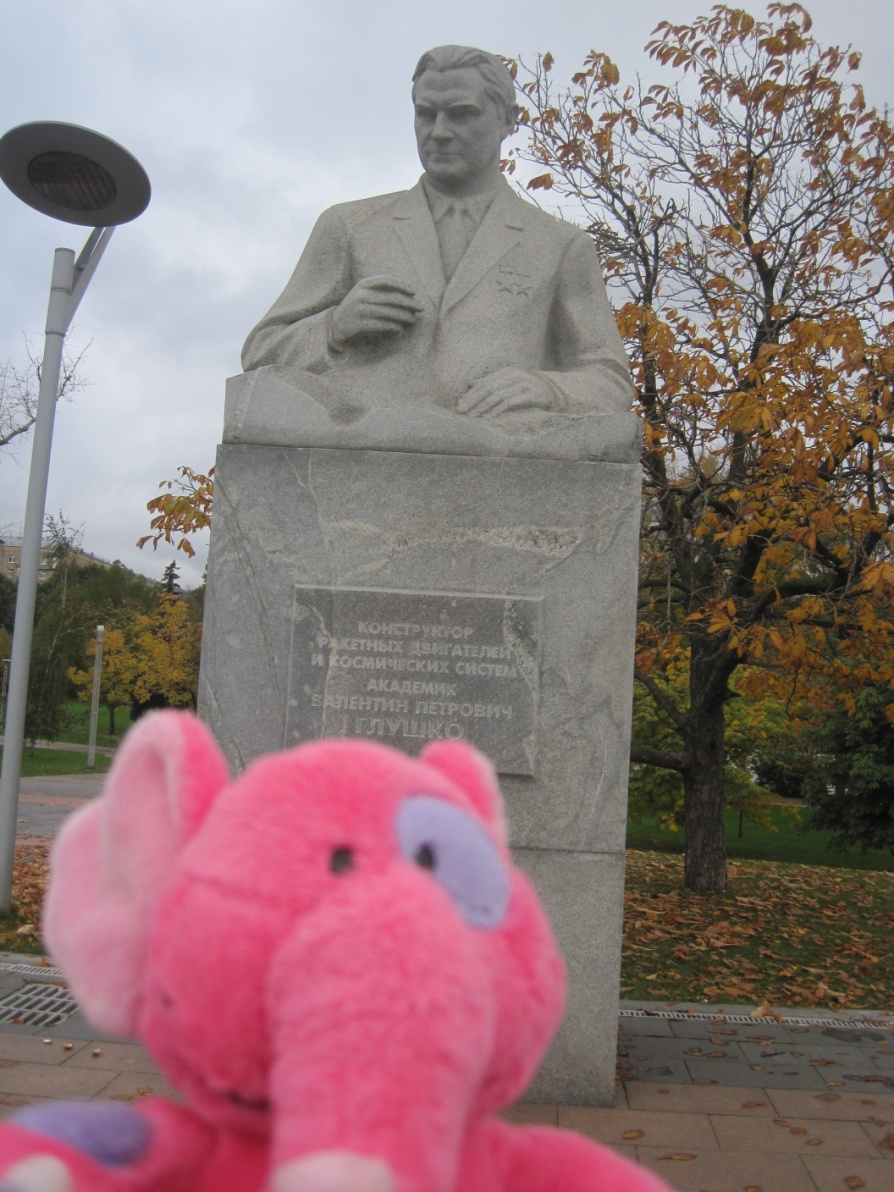 КОНСТРУКТОР
РАКЕТНЫХ ДВИГАТЕЛЕЙ
И КОСМИЧЕСКИХ СИСТЕМ
АКАДЕМИК
ВАЛЕНТИН ПЕТРОВИЧ
ГЛУШКО